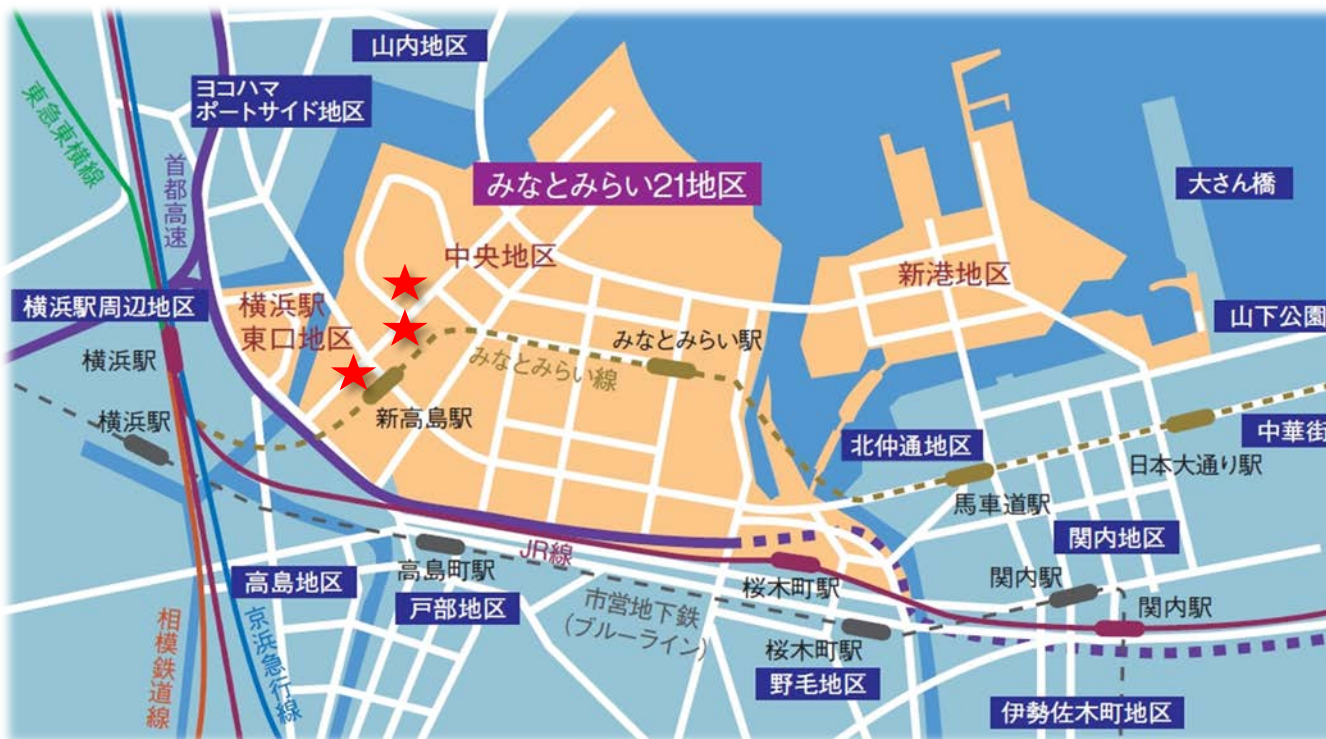 山内地区
ヨコハマ
ポートサイド地区
東急東横線
首都高速
みなとみらい21地区
大さん橋
中央地区
新港地区
横浜駅周辺地区
横浜駅
東口地区
山下公園
横浜駅
みなとみらい駅
みなとみらい線
横浜駅
新高島駅
北仲通地区
中華街
日本大通り駅
馬車道駅
JR線
関内地区
高島地区
高島町駅
桜木町駅
関内駅
戸部地区
市営地下鉄
(ブルーライン)
関内駅
相模鉄道線
京浜急行線
桜木町駅
野毛地区
伊勢佐木町地区